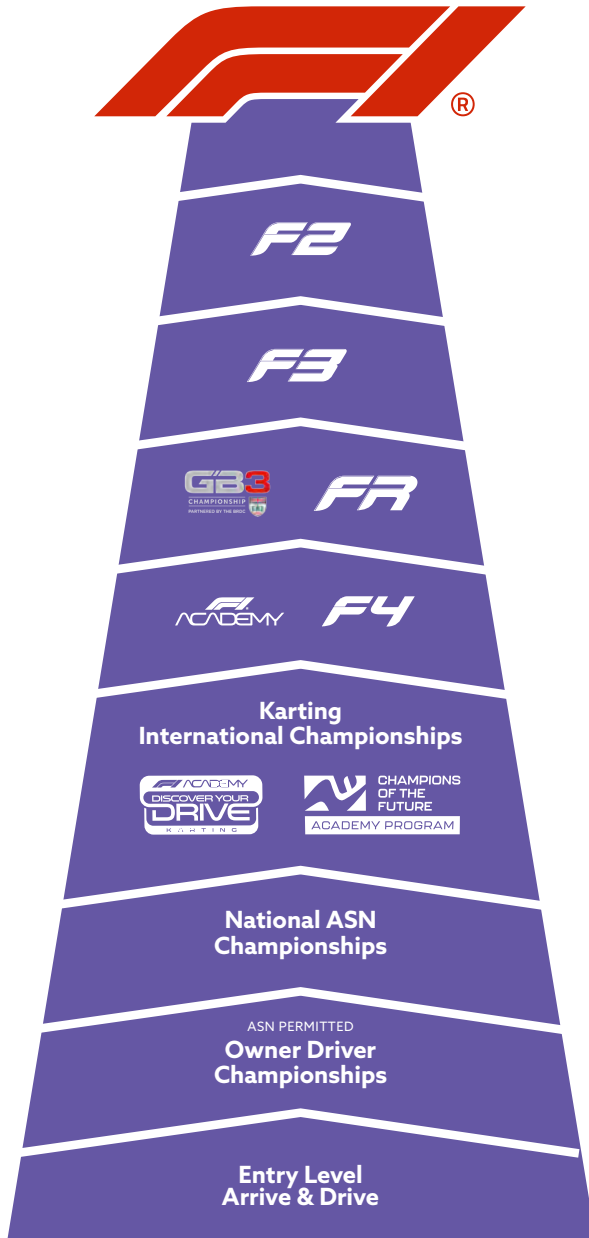 F1
®
F2
F3
GB3
CHAMPIONSHIP
PARTNERED BY THE BRDC
FR
F1
ACADEMY
F4
Karting
International Championships
F1 ACADEMY
DISCOVER YOUR
DRIVE
KARTING
CHAMPIONS
OF THE
FUTURE
ACADEMY PROGRAM
National ASN
Championships
ASN PERMITTED
Owner Driver
Championships
Entry Level
Arrive & Drive